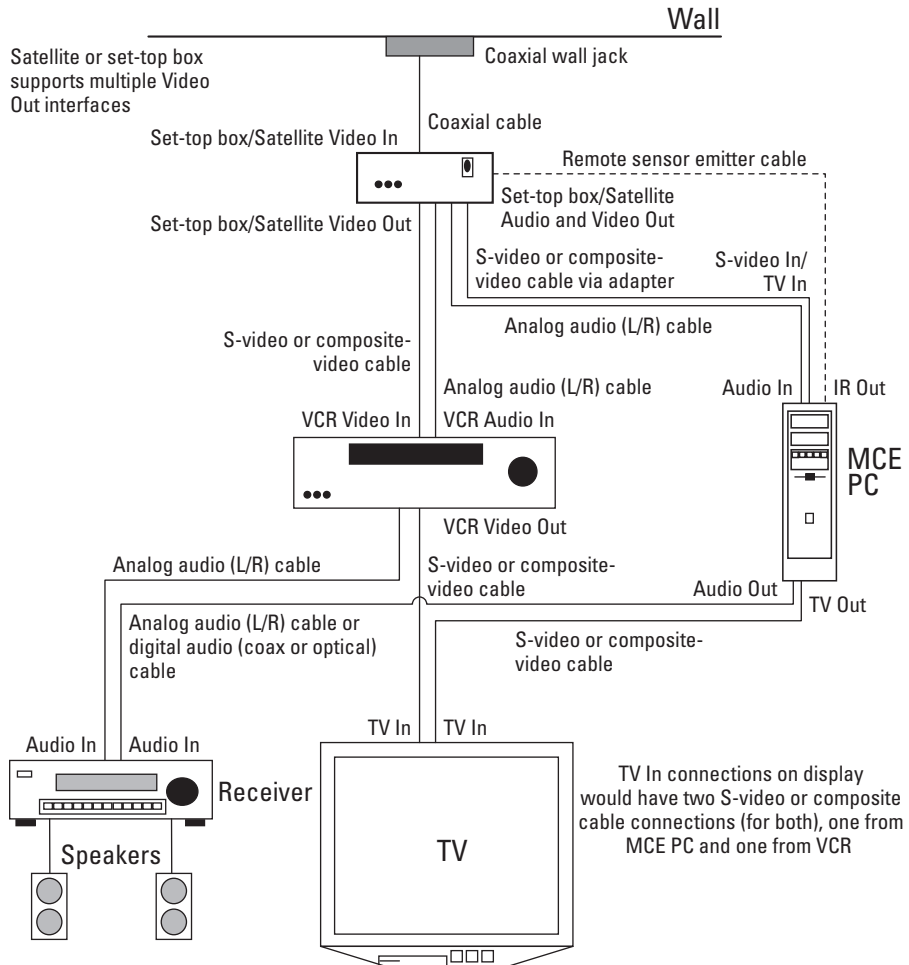 Wall
Satellite or set-top box
supports multiple Video
Out interfaces
Coaxial wall jack
Coaxial cable
Set-top box/Satellite Video In
Remote sensor emitter cable
Set-top box/Satellite
Audio and Video Out
Set-top box/Satellite Video Out
S-video or composite-
video cable via adapter
S-video In/
TV In
Analog audio (L/R) cable
S-video or composite-
video cable
Analog audio (L/R) cable
Audio In
IR Out
VCR Video In
VCR Audio In
MCE
PC
VCR Video Out
Analog audio (L/R) cable
S-video or composite-
video cable
Audio Out
TV Out
Analog audio (L/R) cable or
digital audio (coax or optical)
cable
S-video or composite-
video cable
TV In
TV In
Audio In
Audio In
Receiver
TV In connections on display
would have two S-video or composite
cable connections (for both), one from
MCE PC and one from VCR
TV
Speakers